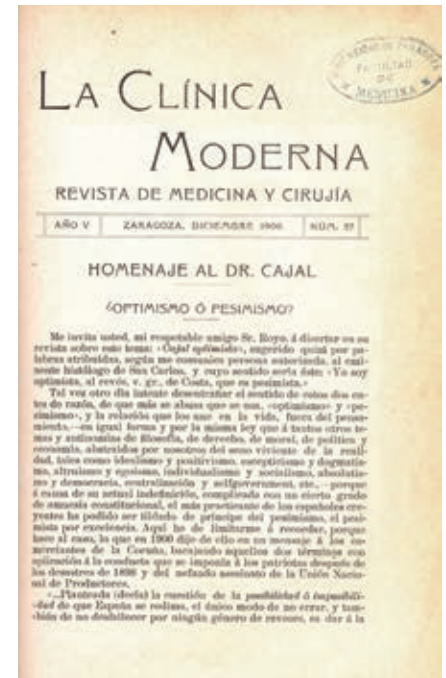 LA CLÍNICA
MODERNA
REVISTA DE MEDICINA Y CIRUJÍA
AÑO V ZARAGOZA, DICIEMBRE 1906 NÚM. 57
FACULTAD
DE
MEDICINA
HOMENAJE AL DR. CAJAL
¿OPTIMISMO Ó PESIMISMO?
Me invita usted, mi respetable amigo Sr. Royo, á disertar en su
revista sobre este tema: «Cajal optimista», sugerido quizá por pa-
labras atribuídas, según me comunica persona autorizada, al emi-
nente histólogo de San Carlos, y cuyo sentido sería éste: «Yo soy
optimista, al revés, v. gr., de Costa, que es pesimista.»
Tal vez otro día intente desentrañar el sentido de estos dos en-
tes de razón, de que más se abusa que se usa, «optimismo» y «pe-
simismo», y la relación que los une en la vida, fuera del pensa-
miento,—en igual forma y por la misma ley que á tantos otros te-
mas y antinomias de filosofía, de derecho, de moral, de política y
economía, abstraídos por nosotros del seno viviente de la reali-
dad, tales como idealismo y positivismo, escepticismo y dogmatis-
mo, altruismo y egoísmo, individualismo y socialismo, absolutis-
mo y democracia, centralización y selfgovernment, etc.,—porque
á causa de su actual indefinición, complicada con un cierto grado
de amnesia constitucional, el más practicante de los españoles cre-
yentes ha podido ser tildado de príncipe del pesimismo, el pesi-
mista por excelencia. Aquí he de limitarme á recordar, porque
hace al caso, lo que en 1900 dije de ello en un mensaje á los co-
merciantes de la Coruña, barajando aquellos dos términos con
aplicación á la conducta que se imponía á los patriotas después de
los desastres de 1898 y del nefando asesinato de la Unión Nacio-
nal de Productores.
«...Planteada (decía) la cuestión de la posibilidad ó imposibili-
dad de que España se redima, el único modo de no errar, y tam-
bién de no desfallecer por ningún género de reveses, es dar á la